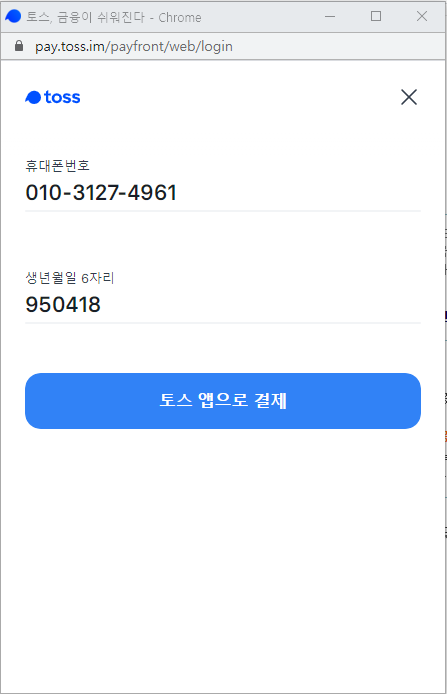 토스, 금융이 쉬워진다 - Chrome
pay.toss.im/payfront/web/login
toss
휴대폰번호
010-3127-4961
생년월일 6자리
950418
토스 앱으로 결제